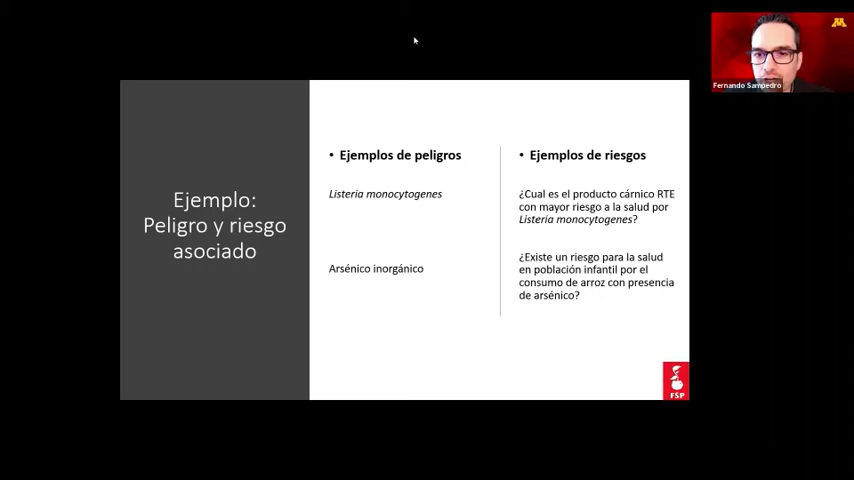 Ejemplo:
Peligro y riesgo
asociado
• Ejemplos de peligros
Listeria monocytogenes
Arsénico inorgánico
• Ejemplos de riesgos
¿Cual es el producto cárnico RTE
con mayor riesgo a la salud por
Listeria monocytogenes?
¿Existe un riesgo para la salud
en población infantil por el
consumo de arroz con presencia
de arsénico?
FSP
M
Fernando Sampedro